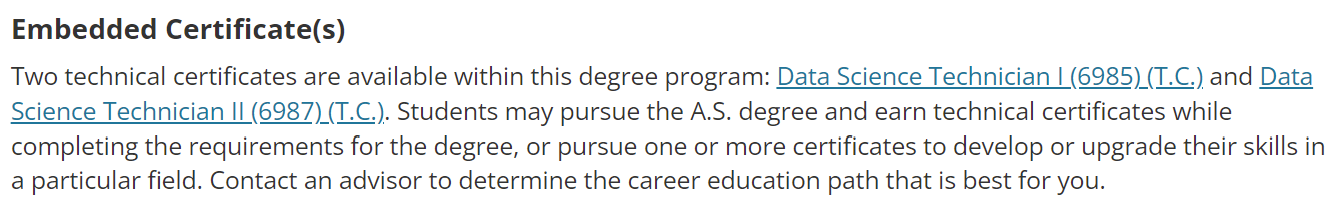 Embedded Certificate(s)
Two technical certificates are available within this degree program: Data Science Technician I (6985) (T.C.) and Data
Science Technician II (6987) (T.C.). Students may pursue the A.S. degree and earn technical certificates while
completing the requirements for the degree, or pursue one or more certificates to develop or upgrade their skills in
a particular field. Contact an advisor to determine the career education path that is best for you.